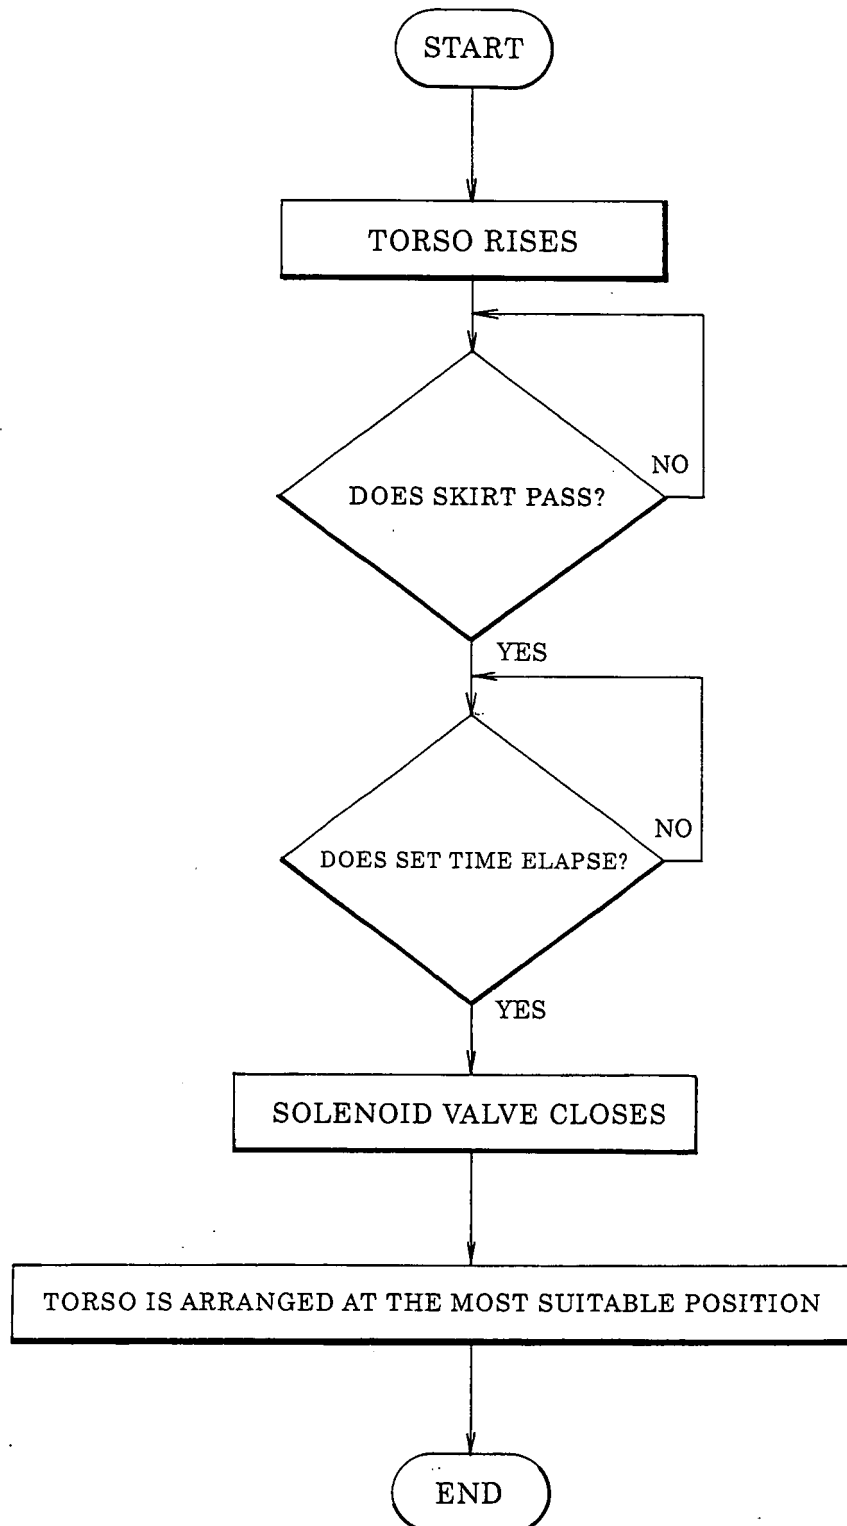 START
TORSO RISES
NO
DOES SKIRT PASS?
YES
NO
DOES SET TIME ELAPSE?
YES
SOLENOID VALVE CLOSES
TORSO IS ARRANGED AT THE MOST SUITABLE POSITION
END